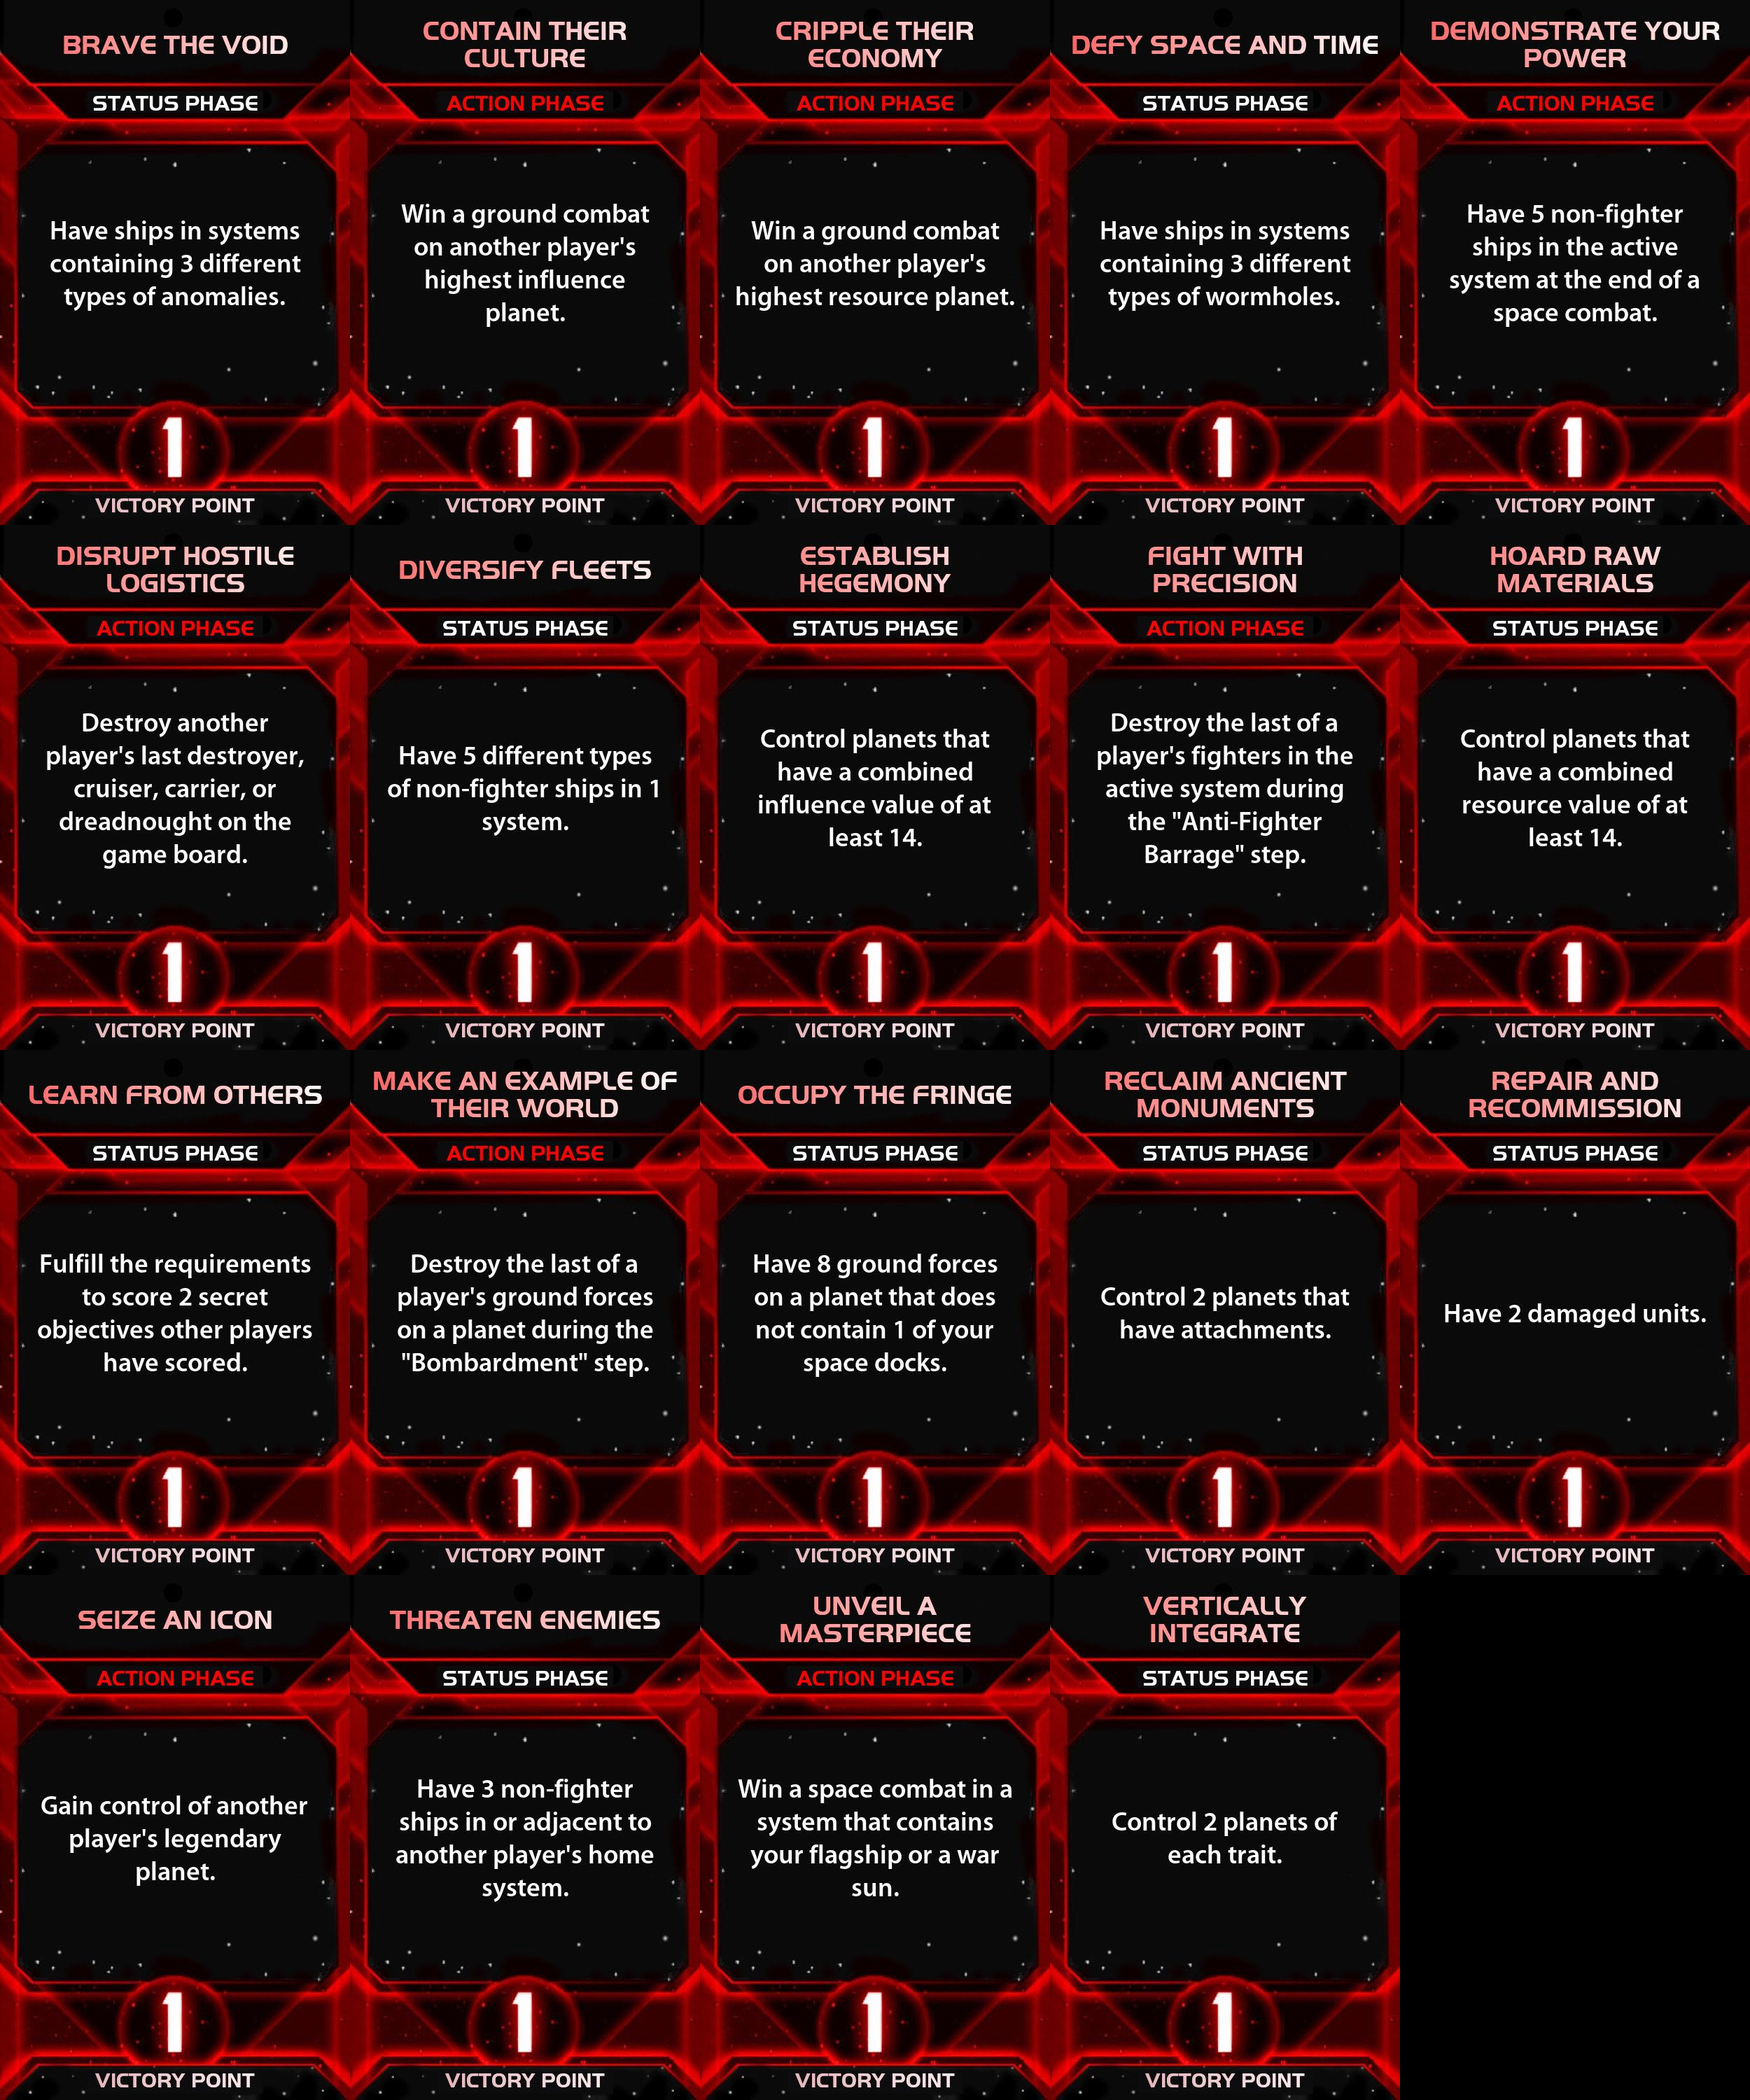 BRAVE THE VOID
STATUS PHASE
Have ships in systems
containing 3 different
types of anomalies.
1
VICTORY POINT
CONTAIN THEIR
CULTURE
ACTION PHASE
Win a ground combat
on another player's
highest influence
planet.
1
VICTORY POINT
CRIPPLE THEIR
ECONOMY
ACTION PHASE
Win a ground combat
on another player's
highest resource planet.
1
VICTORY POINT
DEFY SPACE AND TIME
STATUS PHASE
Have ships in systems
containing 3 different
types of wormholes.
1
VICTORY POINT
DEMONSTRATE YOUR
POWER
ACTION PHASE
Have 5 non-fighter
ships in the active
system at the end of a
space combat.
1
VICTORY POINT
DISRUPT HOSTILE
LOGISTICS
ACTION PHASE
Destroy another
player's last destroyer,
cruiser, carrier, or
dreadnought on the
game board.
1
VICTORY POINT
DIVERSIFY FLEETS
STATUS PHASE
Have 5 different types
of non-fighter ships in 1
system.
1
VICTORY POINT
ESTABLISH
HEGEMONY
STATUS PHASE
Control planets that
have a combined
influence value of at
least 14.
1
VICTORY POINT
FIGHT WITH
PRECISION
ACTION PHASE
Destroy the last of a
player's fighters in the
active system during
the "Anti-Fighter
Barrage" step.
1
VICTORY POINT
HOARD RAW
MATERIALS
STATUS PHASE
Control planets that
have a combined
resource value of at
least 14.
1
VICTORY POINT
LEARN FROM OTHERS
STATUS PHASE
Fulfill the requirements
to score 2 secret
objectives other players
have scored.
1
VICTORY POINT
MAKE AN EXAMPLE OF
THEIR WORLD
ACTION PHASE
Destroy the last of a
player's ground forces
on a planet during the
"Bombardment" step.
1
VICTORY POINT
OCCUPY THE FRINGE
STATUS PHASE
Have 8 ground forces
on a planet that does
not contain 1 of your
space docks.
1
VICTORY POINT
RECLAIM ANCIENT
MONUMENTS
STATUS PHASE
Control 2 planets that
have attachments.
1
VICTORY POINT
REPAIR AND
RECOMMISSION
STATUS PHASE
Have 2 damaged units.
1
VICTORY POINT
SEIZE AN ICON
ACTION PHASE
Gain control of another
player's legendary
planet.
1
VICTORY POINT
THREATEN ENEMIES
STATUS PHASE
Have 3 non-fighter
ships in or adjacent to
another player's home
system.
1
VICTORY POINT
UNVEIL A
MASTERPIECE
ACTION PHASE
Win a space combat in a
system that contains
your flagship or a war
sun.
1
VICTORY POINT
VERTICALLY
INTEGRATE
STATUS PHASE
Control 2 planets of
each trait.
1
VICTORY POINT